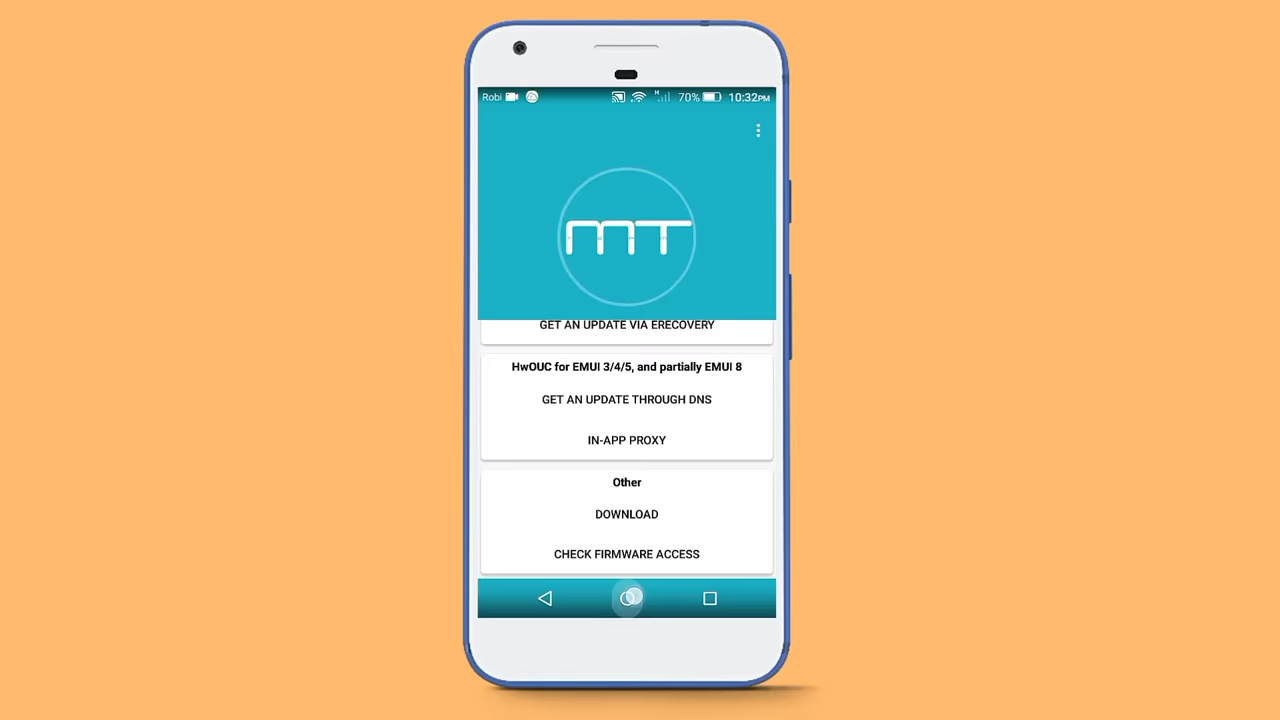 Robi 70% 10:32PM
MT
GET AN UPDATE VIA ERECOVERY
HwOUC for EMUI 3/4/5, and partially EMUI 8
GET AN UPDATE THROUGH DNS
IN-APP PROXY
Other
DOWNLOAD
CHECK FIRMWARE ACCESS